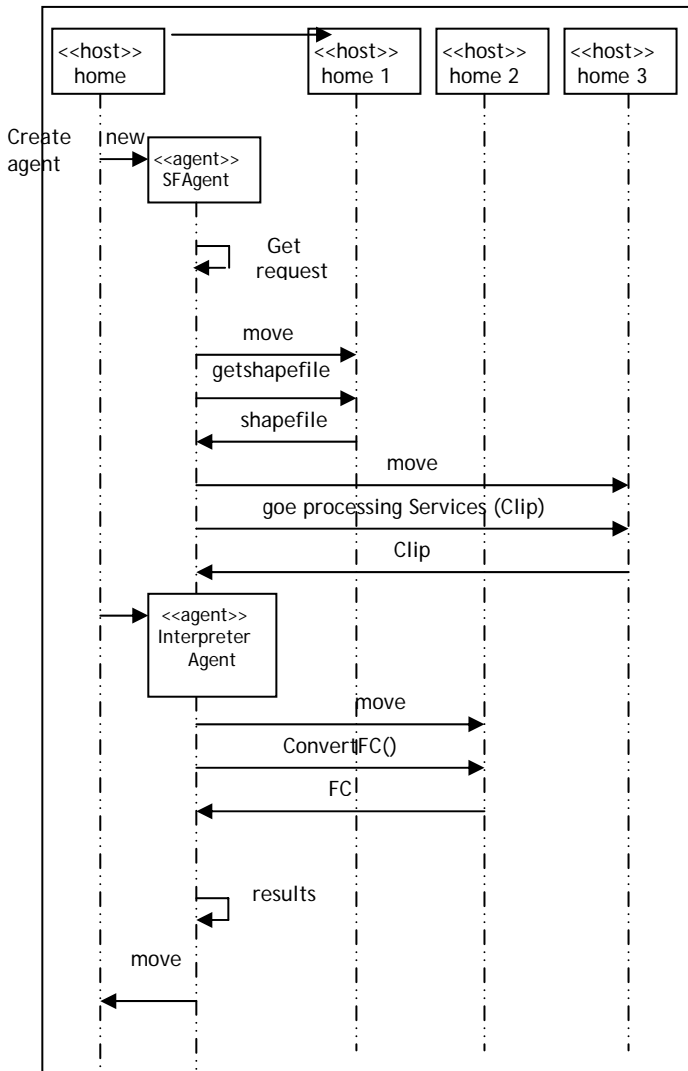 <<host>>
home
<<host>>
home 1
<<host>>
home 2
<<host>>
home 3
Create
agent
new
<<agent>>
SFAgent
Get
request
move
getshapefile
shapefile
move
goe processing Services (Clip)
Clip
<<agent>>
Interpreter
Agent
move
ConvertFC()
FC
results
move